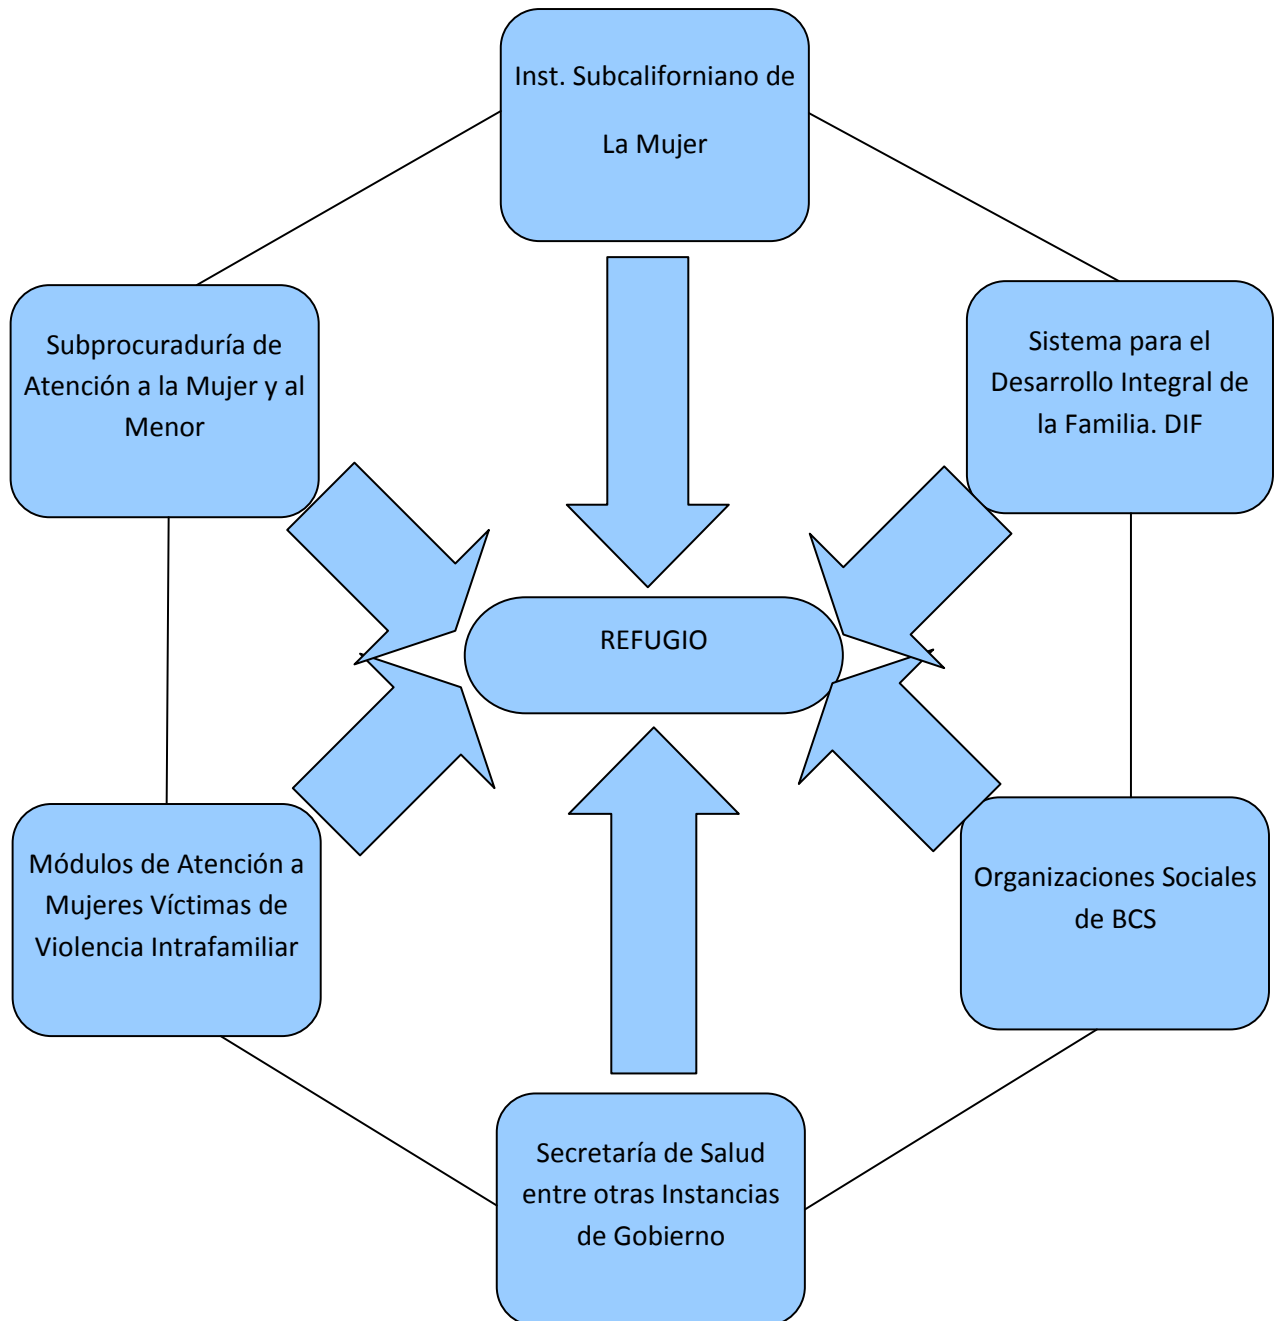 Inst. Subcaliforniano de
La Mujer
Subprocuraduría de
Atención a la Mujer y al
Menor
Sistema para el
Desarrollo Integral de
la Familia. DIF
REFUGIO
Módulos de Atención a
Mujeres Víctimas de
Violencia Intrafamiliar
Organizaciones Sociales
de BCS
Secretaría de Salud
entre otras Instancias
de Gobierno